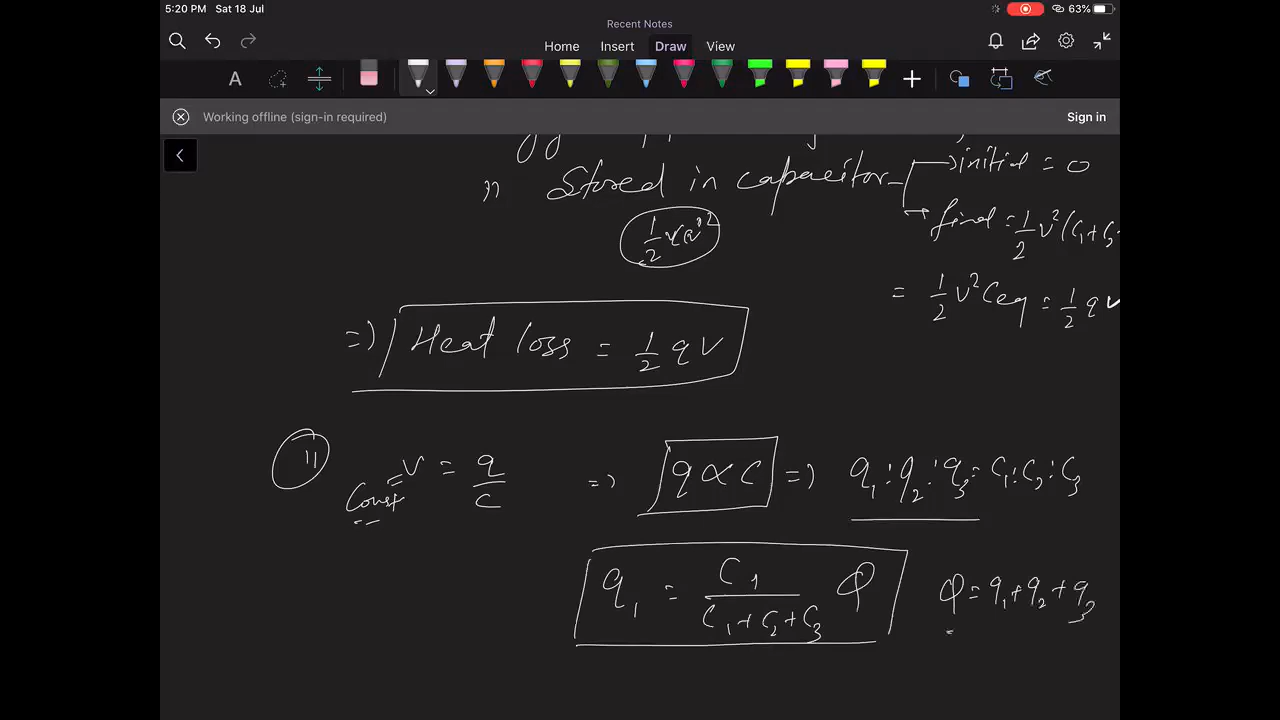 5:20 PM Sat 18 Jul 63%
Recent Notes
Home Insert Draw View
A
Working offline (sign-in required) Sign in
initial = 0
〃 Stored in capacitor
final = 1/2 V²(C₁+C₂
= 1/2 V² Ceq = 1/2 qV
=) Heat loss = 1/2 qV
11 V = q/C =) q ∝ C =) q₁:q₂:q₃ = C₁:C₂:C₃
Const
q₁ = C₁/(C₁+C₂+C₃) Q Q = q₁+q₂+q₃